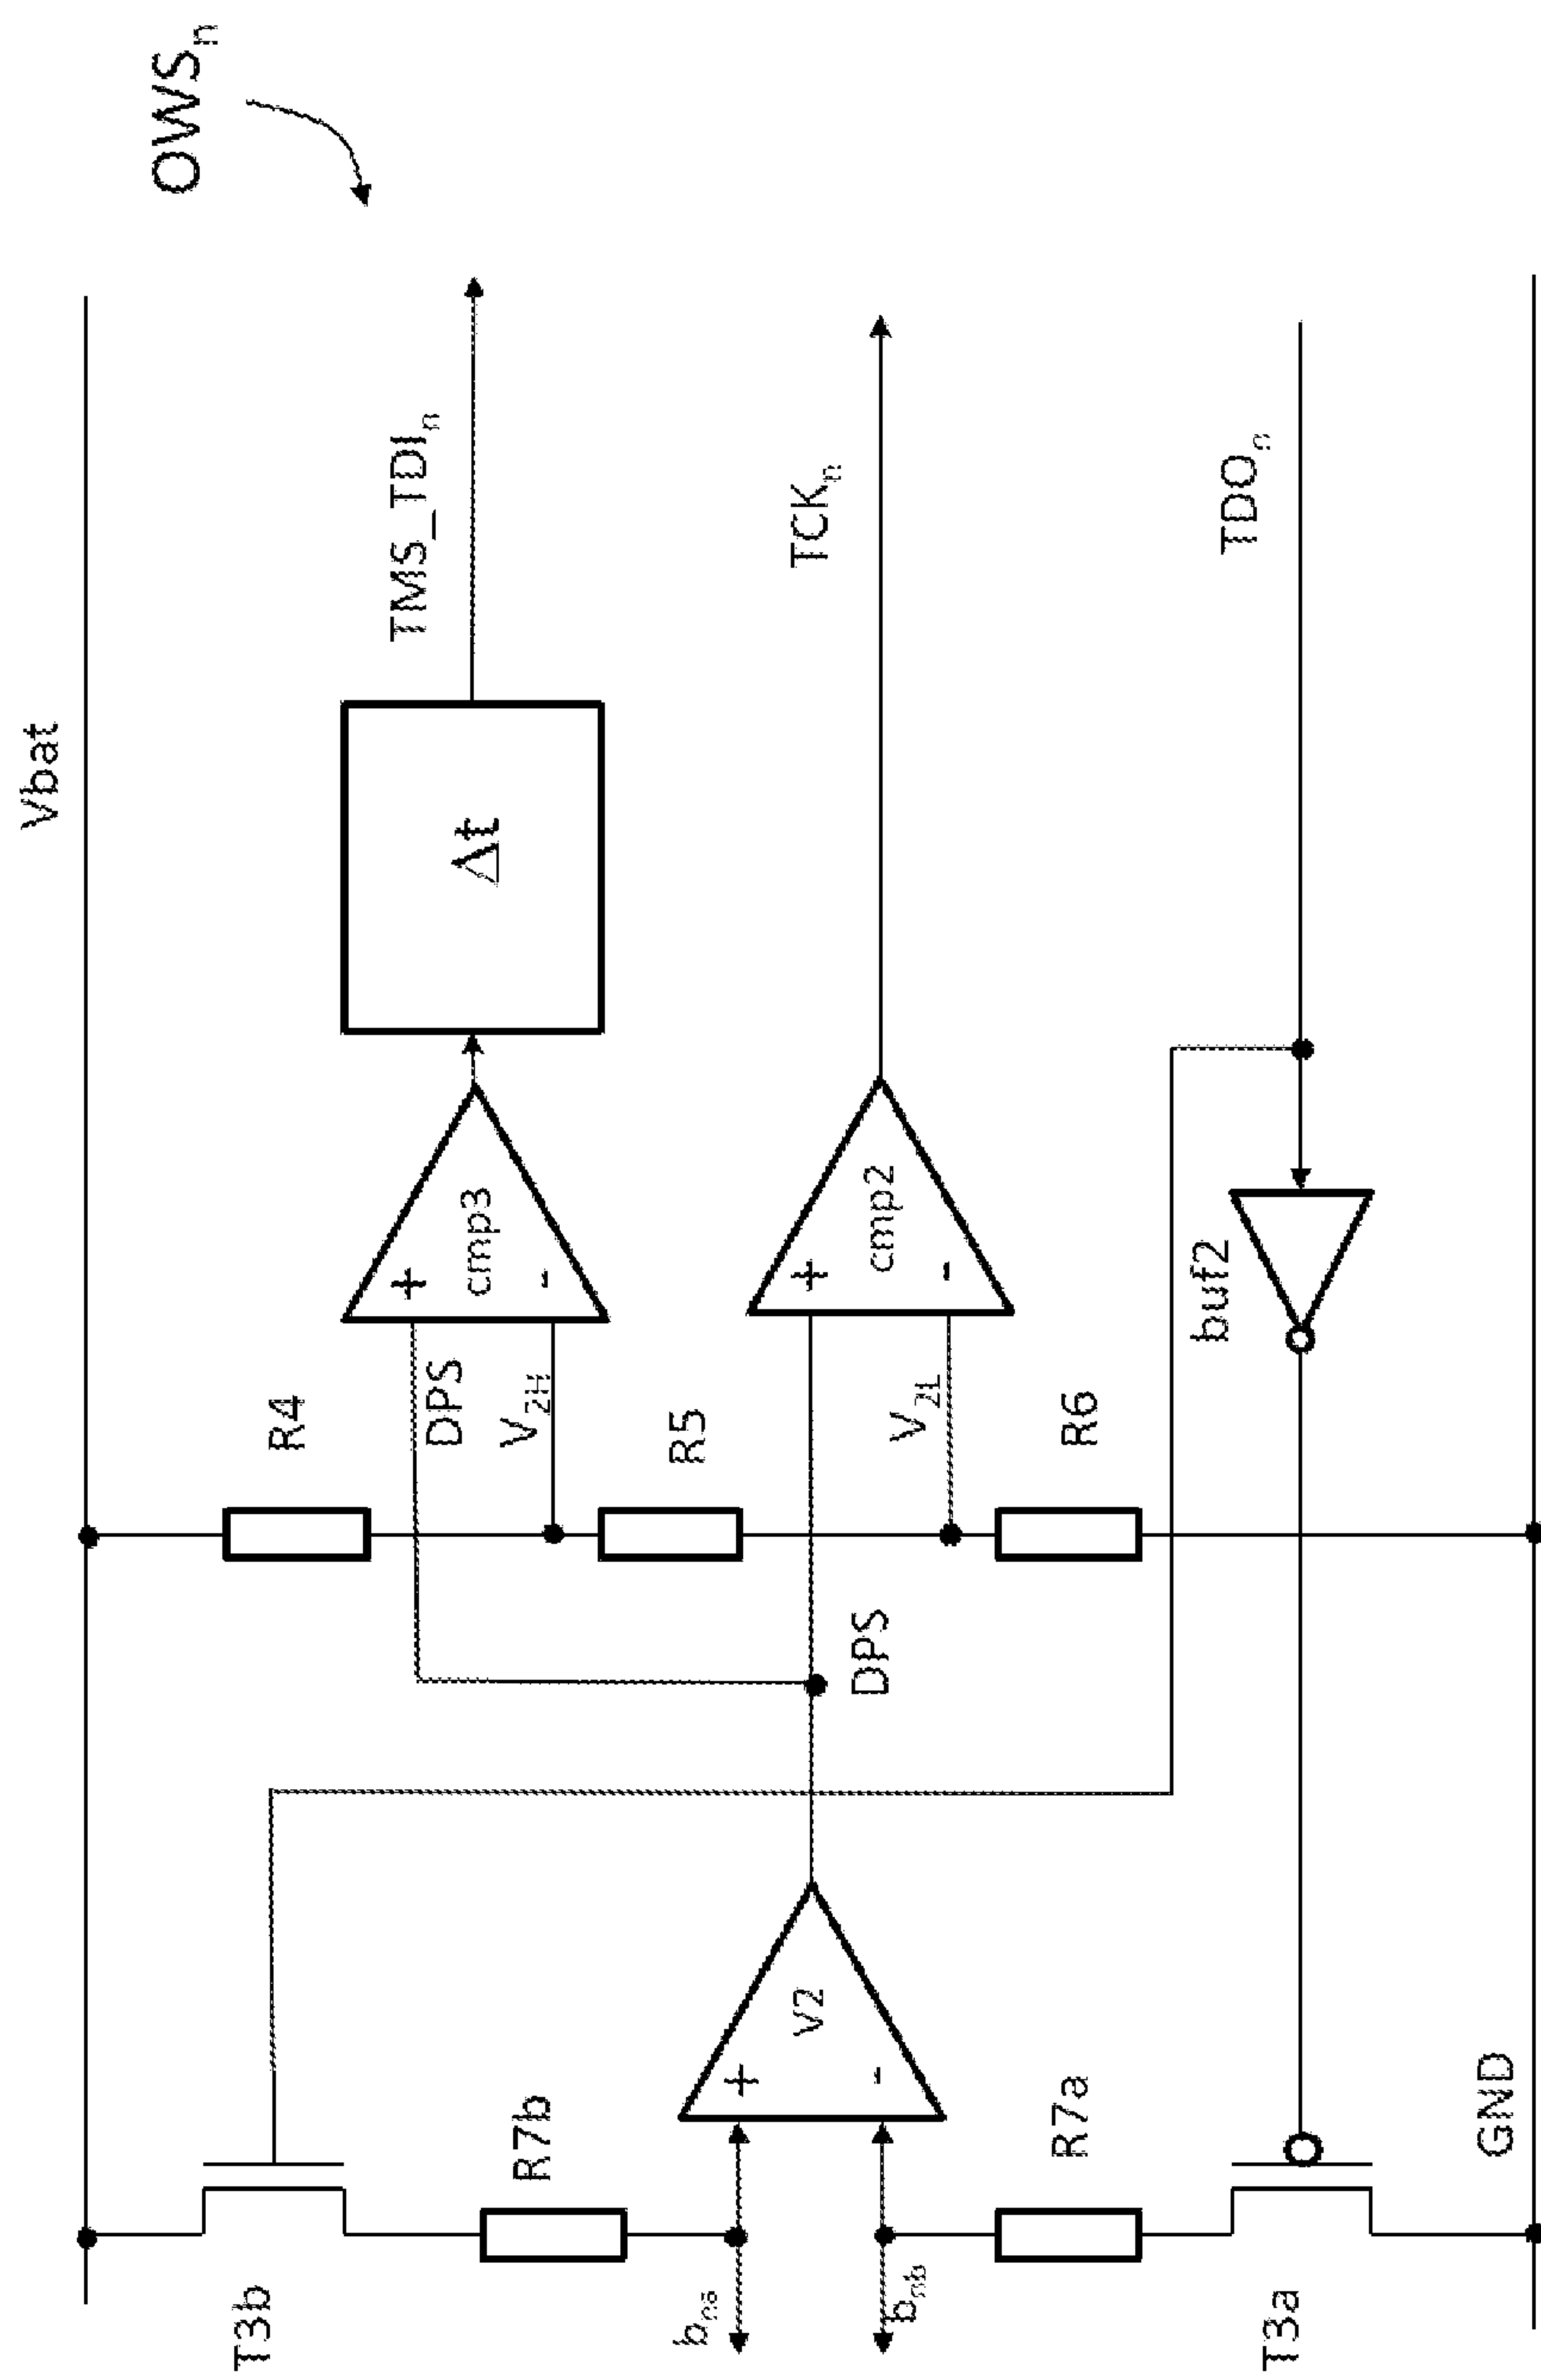 OWSn
Vbat
TMS_TDIn
Δt
cmp3
+
-
DPS
V2H
R4
TCKn
cmp2
+
-
V2L
R5
R6
DPS
TDOn
buf2
V2
+
-
T3b
R7b
bna
bnb
R7a
T3a
GND